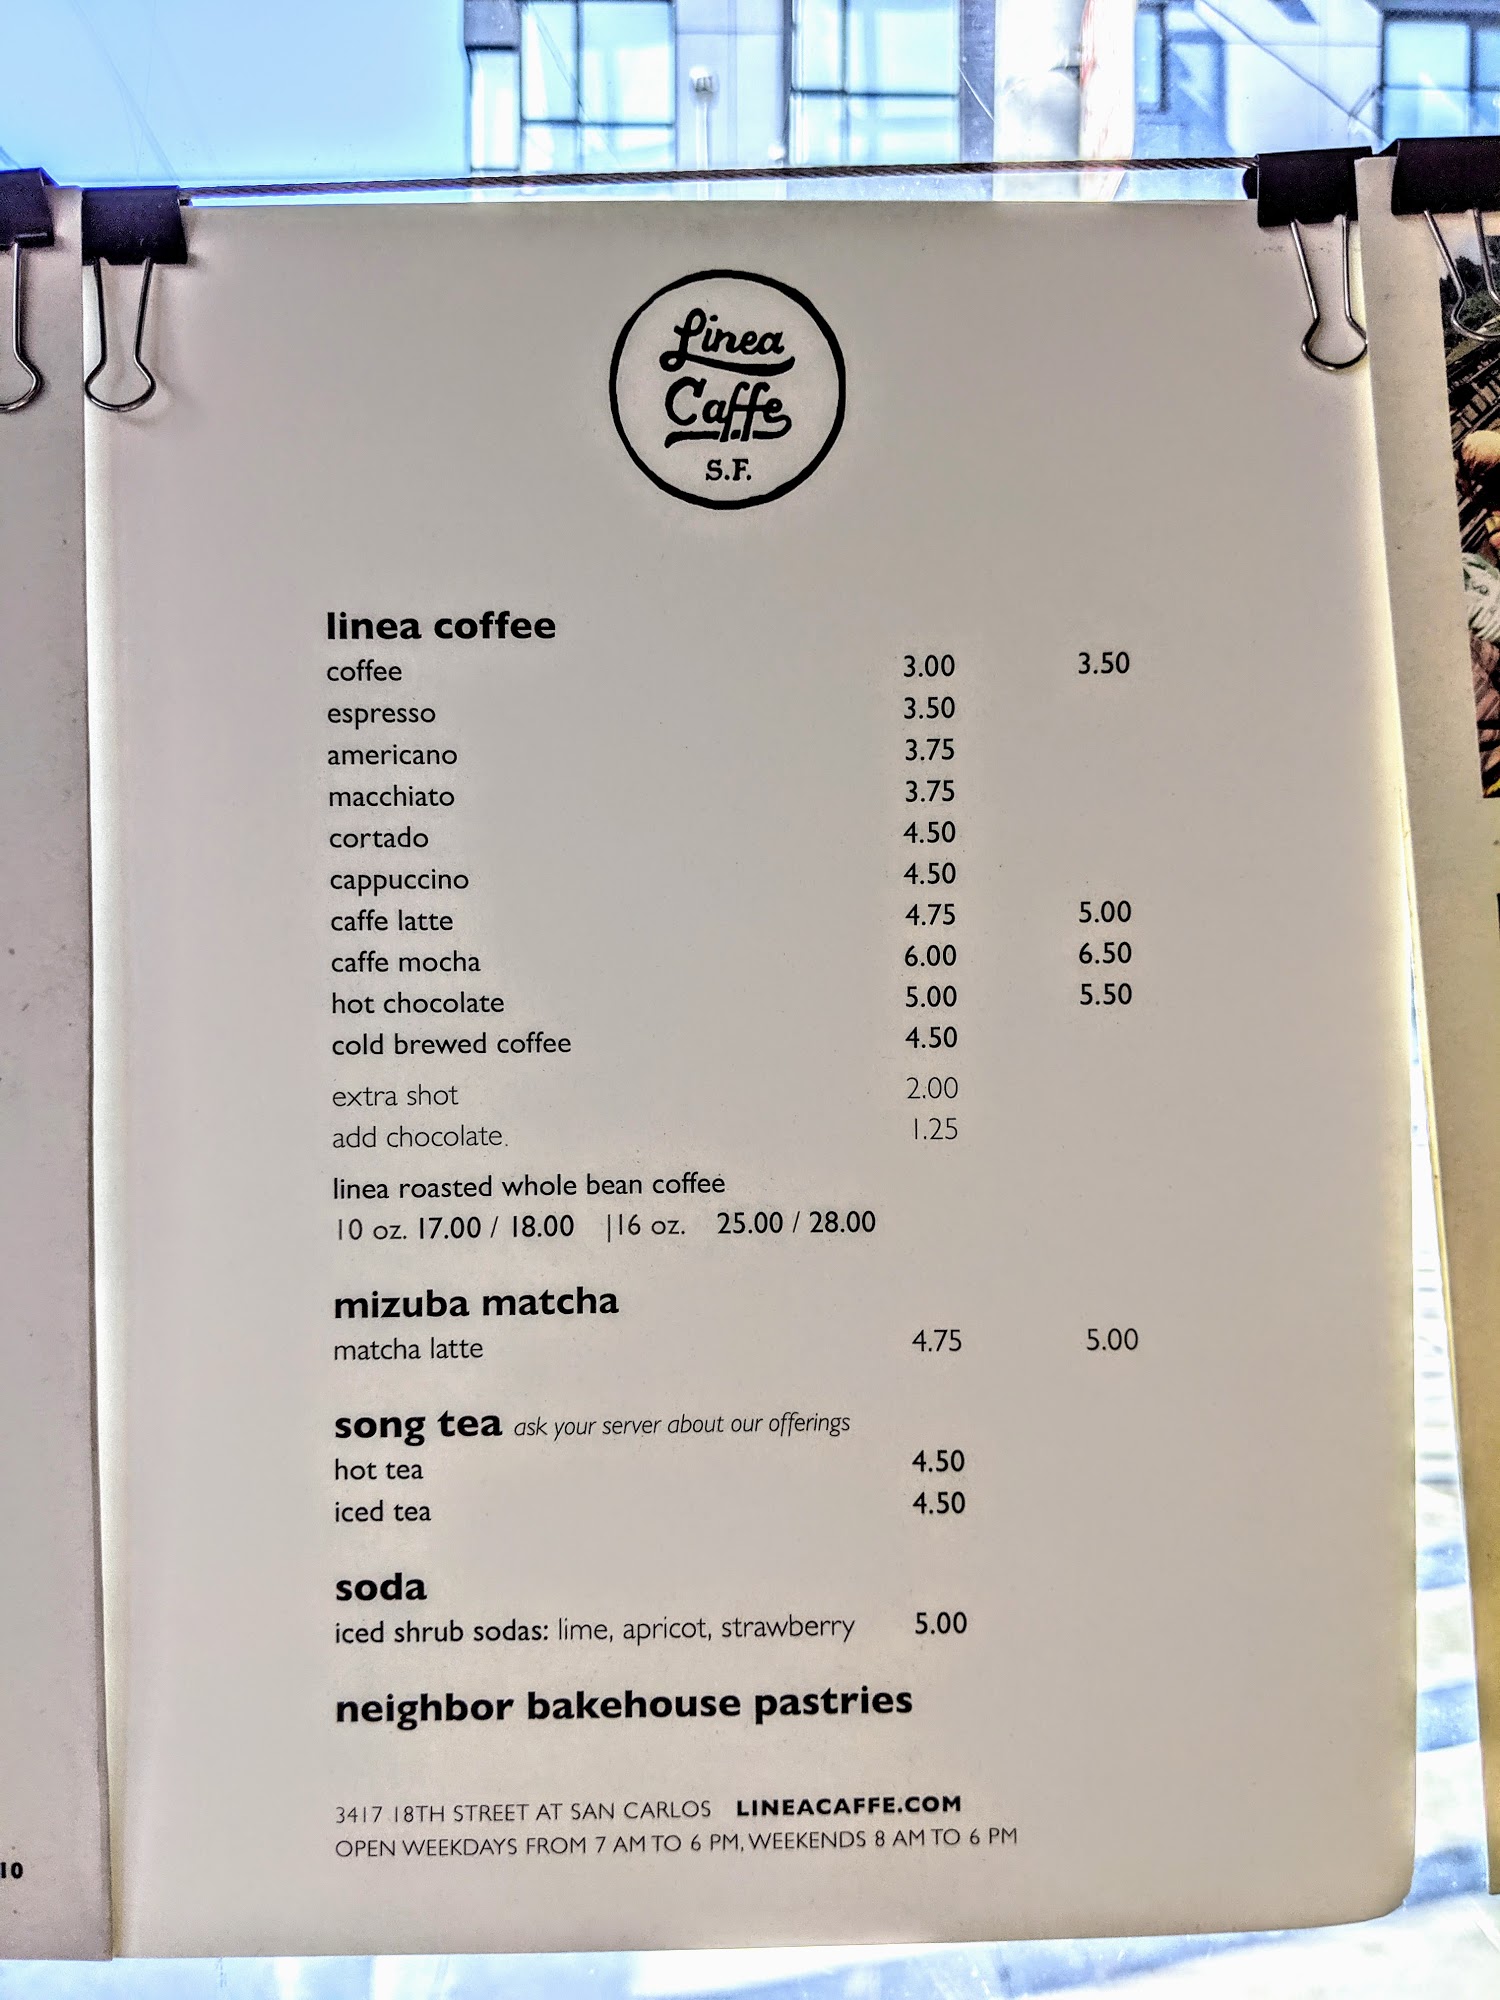 Linea
Caffe
S.F.
linea coffee
coffee 3.00 3.50
espresso 3.50
americano 3.75
macchiato 3.75
cortado 4.50
cappuccino 4.50
caffe latte 4.75 5.00
caffe mocha 6.00 6.50
hot chocolate 5.00 5.50
cold brewed coffee 4.50
extra shot 2.00
add chocolate. 1.25
linea roasted whole bean coffee
10 oz. 17.00 / 18.00 |16 oz. 25.00 / 28.00
mizuba matcha
matcha latte 4.75 5.00
song tea ask your server about our offerings
hot tea 4.50
iced tea 4.50
soda
iced shrub sodas: lime, apricot, strawberry 5.00
neighbor bakehouse pastries
3417 18TH STREET AT SAN CARLOS LINEACAFFE.COM
OPEN WEEKDAYS FROM 7 AM TO 6 PM, WEEKENDS 8 AM TO 6 PM
10